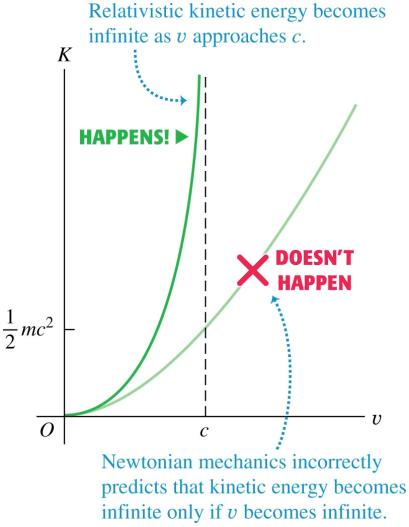 Relativistic kinetic energy becomes
infinite as v approaches c.
K
HAPPENS!
DOESN'T
HAPPEN
1/2 mc²
O
c
v
Newtonian mechanics incorrectly
predicts that kinetic energy becomes
infinite only if v becomes infinite.